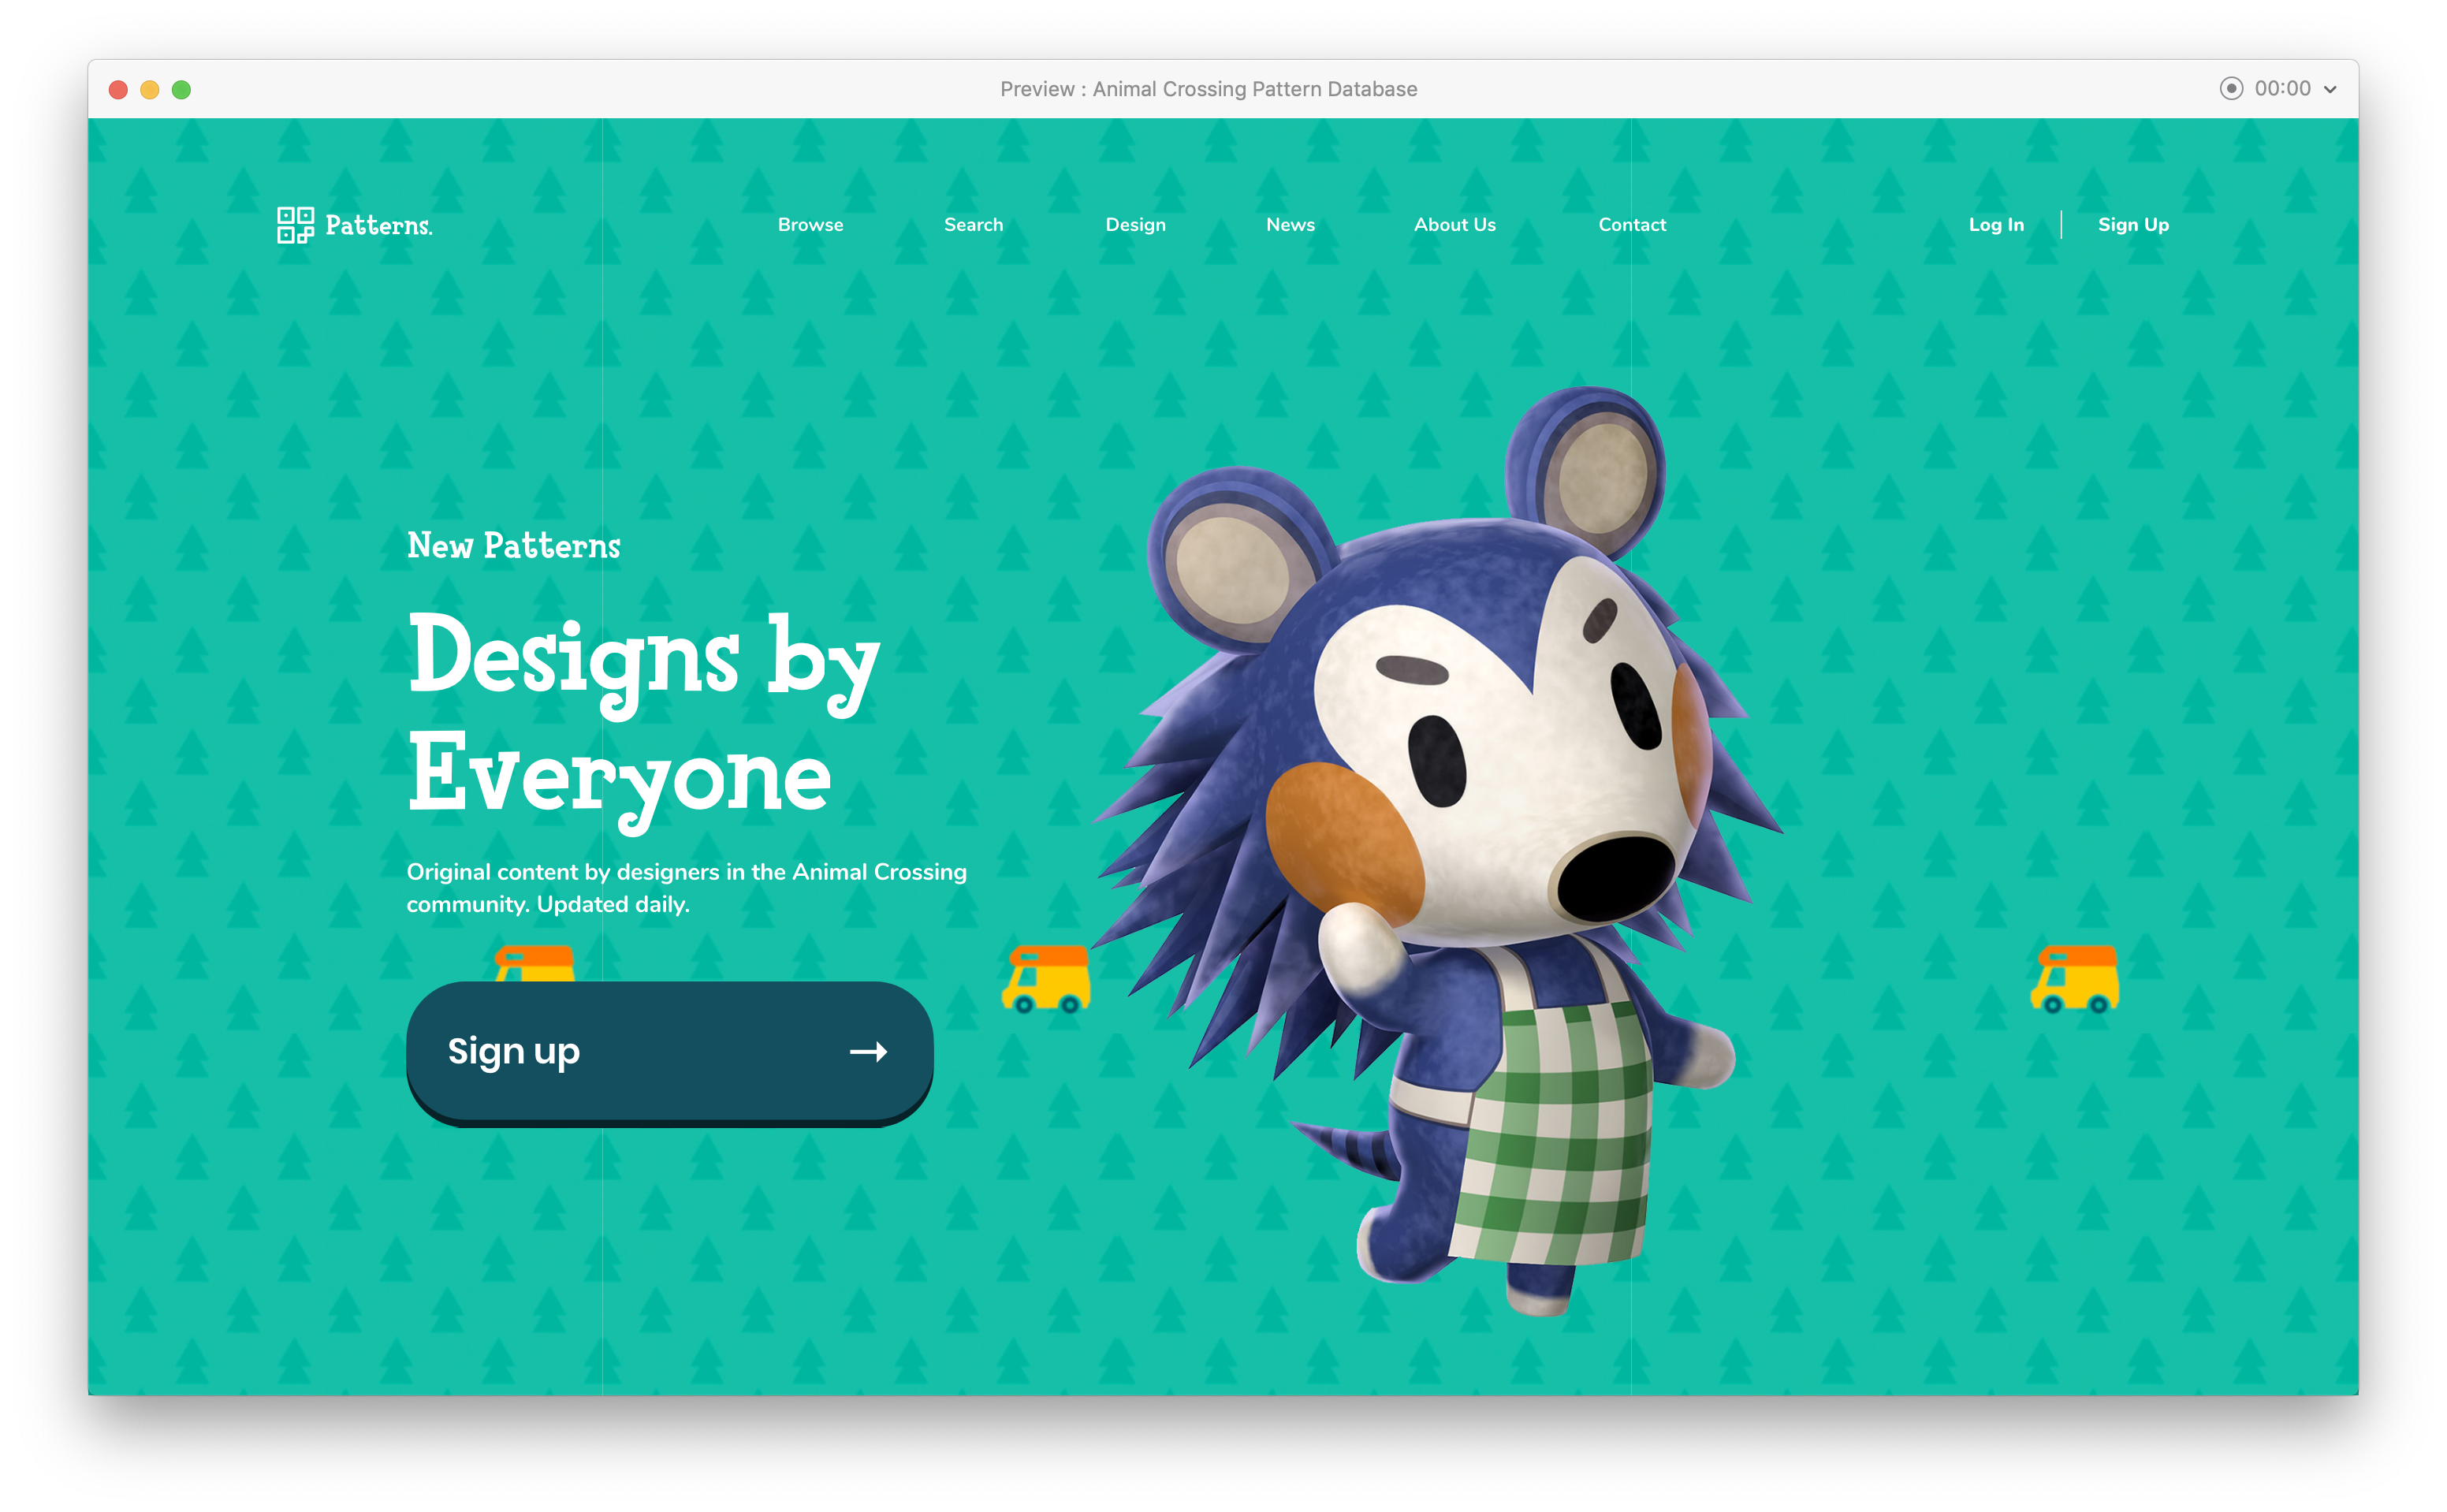 Preview : Animal Crossing Pattern Database
00:00
Patterns.
Browse
Search
Design
News
About Us
Contact
Log In
Sign Up
New Patterns
Designs by
Everyone
Original content by designers in the Animal Crossing
community. Updated daily.
Sign up